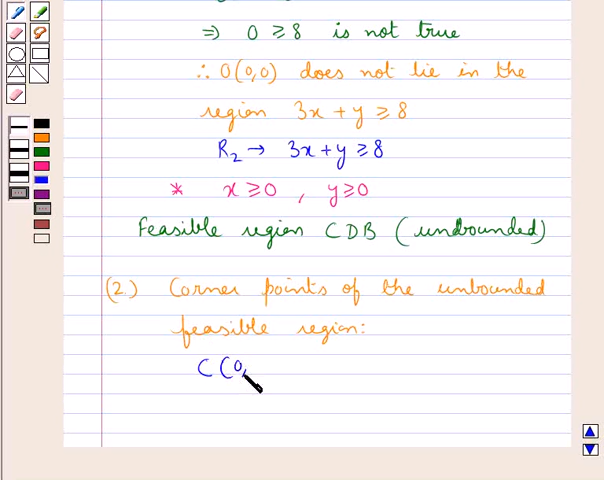 ⇒ 0 ≥ 8 is not true
∴ O(0,0) does not lie in the
region 3x + y ≥ 8
R₂ → 3x + y ≥ 8
* x ≥ 0 , y ≥ 0
Feasible region CDB (unbounded)
(2.) Corner points of the unbounded
feasible region:
C (0,